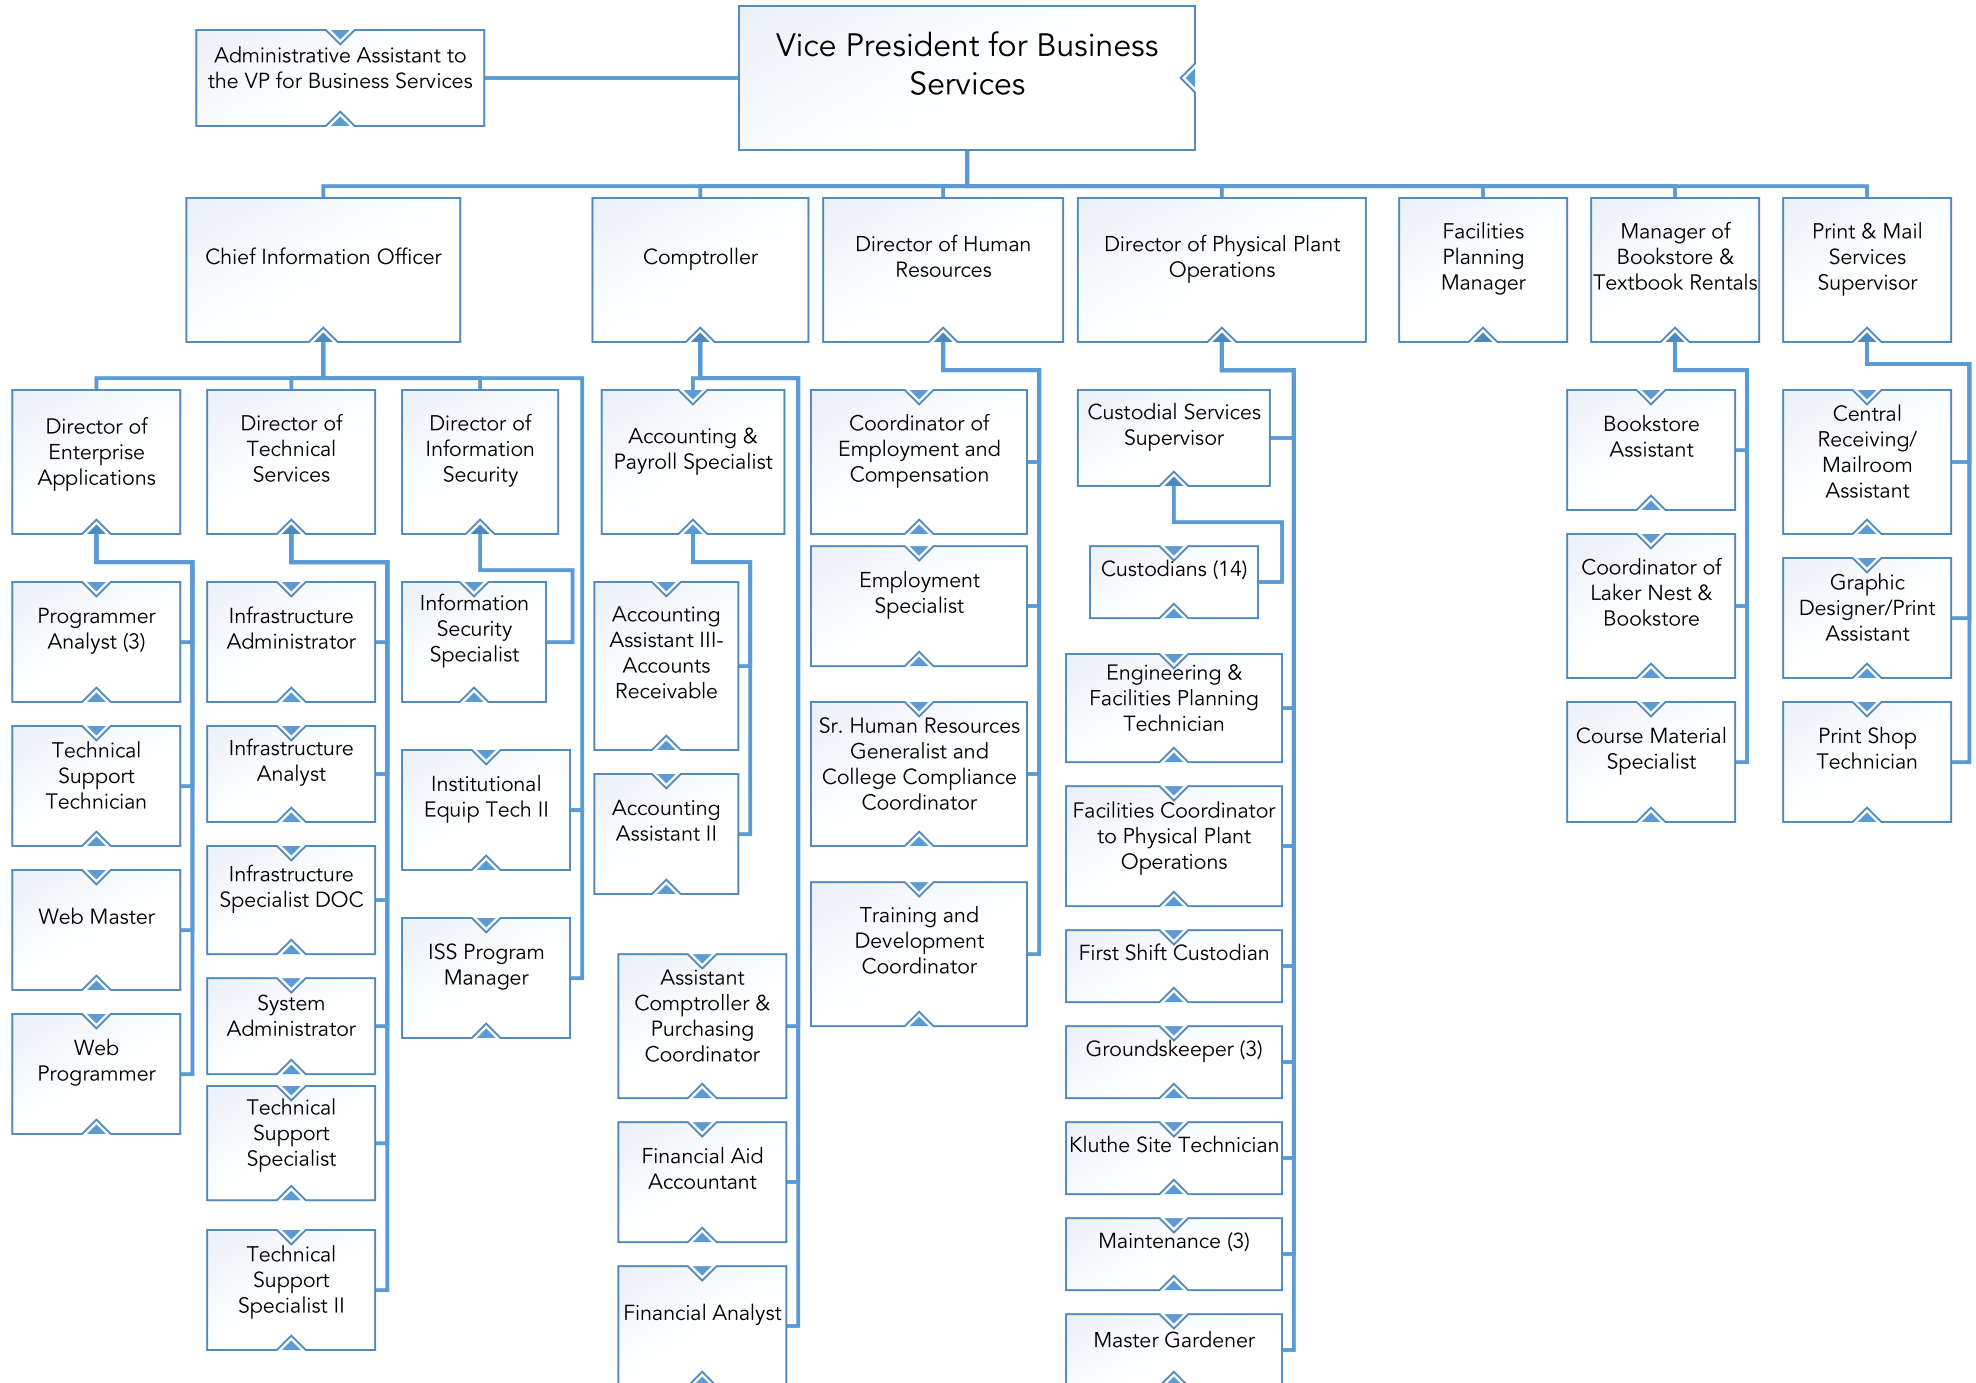 Administrative Assistant to
the VP for Business Services
Vice President for Business
Services
Chief Information Officer
Comptroller
Director of Human
Resources
Director of Physical Plant
Operations
Facilities
Planning
Manager
Manager of
Bookstore &
Textbook Rentals
Print & Mail
Services
Supervisor
Director of
Enterprise
Applications
Programmer
Analyst (3)
Technical
Support
Technician
Web Master
Web
Programmer
Director of
Technical
Services
Infrastructure
Administrator
Infrastructure
Analyst
Infrastructure
Specialist DOC
System
Administrator
Technical
Support
Specialist
Technical
Support
Specialist II
Director of
Information
Security
Information
Security
Specialist
Institutional
Equip Tech II
ISS Program
Manager
Accounting &
Payroll Specialist
Accounting
Assistant III-
Accounts
Receivable
Accounting
Assistant II
Assistant
Comptroller &
Purchasing
Coordinator
Financial Aid
Accountant
Financial Analyst
Coordinator of
Employment and
Compensation
Employment
Specialist
Sr. Human Resources
Generalist and
College Compliance
Coordinator
Training and
Development
Coordinator
Custodial Services
Supervisor
Custodians (14)
Engineering &
Facilities Planning
Technician
Facilities Coordinator
to Physical Plant
Operations
First Shift Custodian
Groundskeeper (3)
Kluthe Site Technician
Maintenance (3)
Master Gardener
Bookstore
Assistant
Coordinator of
Laker Nest &
Bookstore
Course Material
Specialist
Central
Receiving/
Mailroom
Assistant
Graphic
Designer/Print
Assistant
Print Shop
Technician